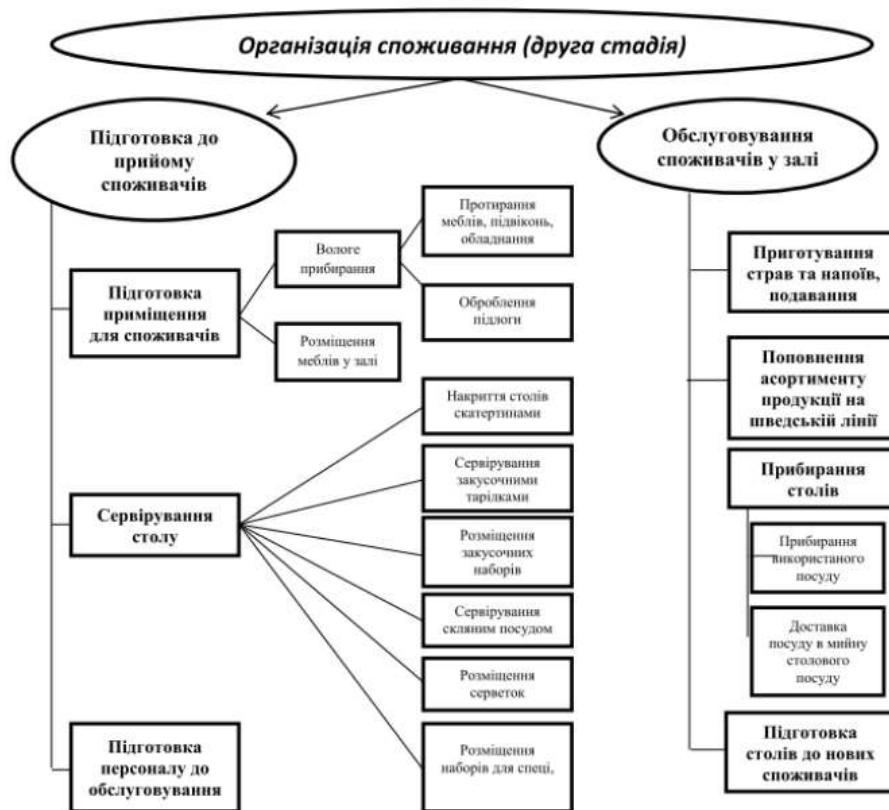 Організація споживання (друга стадія)
Підготовка до
прийому
споживачів
Обслуговування
споживачів у залі
Підготовка
приміщення
для споживачів
Вологе
прибирання
Розміщення
меблів у залі
Протирання
меблів, підвіконь,
обладнання
Оброблення
підлоги
Сервірування
столу
Накриття столів
скатертинами
Сервірування
закусочними
тарілками
Розміщення
закусочних
наборів
Сервірування
скляним посудом
Розміщення
серветок
Розміщення
наборів для спеці,
Підготовка
персоналу до
обслуговування
Приготування
страв та напоїв,
подавання
Поповнення
асортименту
продукції на
шведській лінії
Прибирання
столів
Прибирання
використаного
посуду
Доставка
посуду в мийну
столового
посуду
Підготовка
столів до нових
споживачів